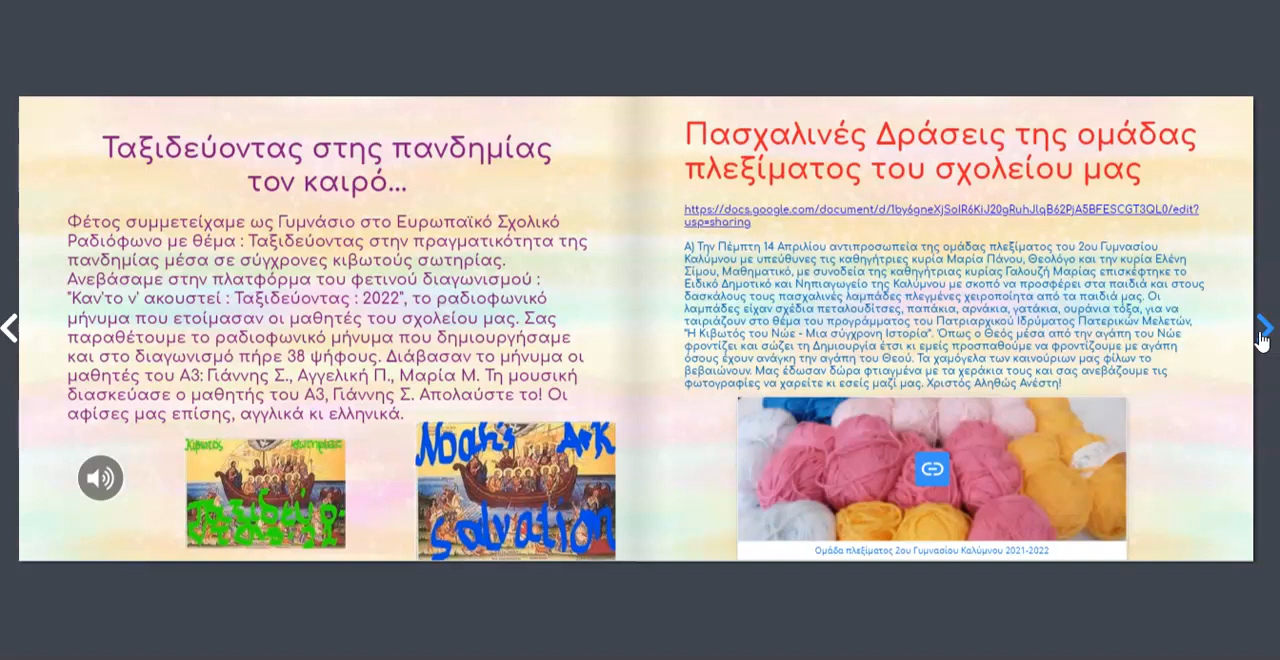 Ταξιδεύοντας στης πανδημίας
τον καιρό...
Φέτος συμμετείχαμε ως Γυμνάσιο στο Ευρωπαϊκό Σχολικό
Ραδιόφωνο με θέμα : Ταξιδεύοντας στην πραγματικότητα της
πανδημίας μέσα σε σύγχρονες κιβωτούς σωτηρίας.
Ανεβάσαμε στην πλατφόρμα του φετινού διαγωνισμού :
"Καν'το ν' ακουστεί : Ταξιδεύοντας : 2022", το ραδιοφωνικό
μήνυμα που ετοίμασαν οι μαθητές του σχολείου μας. Σας
παραθέτουμε το ραδιοφωνικό μήνυμα που δημιουργήσαμε
και στο διαγωνισμό πήρε 38 ψήφους. Διάβασαν το μήνυμα οι
μαθητές του Α3: Γιάννης Σ., Αγγελική Π., Μαρία Μ. Τη μουσική
διασκεύασε ο μαθητής του Α3, Γιάννης Σ. Απολαύστε το! Οι
αφίσες μας επίσης, αγγλικά κι ελληνικά.
Κιβωτός
Noah's Ark
Salvation
Πασχαλινές Δράσεις της ομάδας
πλεξίματος του σχολείου μας
https://docs.google.com/document/d/1by6gneXjSolR6KiJ20gRuhJlqB62PjA5BFESCGT3QL0/edit?
usp=sharing
Α) Την Πέμπτη 14 Απριλίου αντιπροσωπεία της ομάδας πλεξίματος του 2ου Γυμνασίου
Καλύμνου με υπεύθυνες τις καθηγήτριες κυρία Μαρία Πάνου, Θεολόγο και την κυρία Ελένη
Σίμου, Μαθηματικό, με συνοδεία της καθηγήτριας κυρίας Γαλουζή Μαρίας επισκέφτηκε το
Ειδικό Δημοτικό και Νηπιαγωγείο της Καλύμνου με σκοπό να προσφέρει στα παιδιά και στους
δασκάλους τους πασχαλινές λαμπάδες πλεγμένες χειροποίητα από τα παιδιά μας. Οι
λαμπάδες είχαν σχέδια πεταλουδίτσες, παπάκια, αρνάκια, γατάκια, ουράνια τόξα, για να
ταιριάζουν στο θέμα του προγράμματος του Πατριαρχικού Ιδρύματος Πατερικών Μελετών,
"Η Κιβωτός του Νώε - Μια σύγχρονη Ιστορία". Όπως ο Θεός μέσα από την αγάπη του Νώε
φροντίζει και σώζει τη Δημιουργία έτσι κι εμείς προσπαθούμε να φροντίζουμε με αγάπη
όσους έχουν ανάγκη την αγάπη του Θεού. Τα χαμόγελα των καινούριων μας φίλων το
βεβαιώνουν. Μας έδωσαν δώρα φτιαγμένα με τα χεράκια τους και σας ανεβάζουμε τις
φωτογραφίες να χαρείτε κι εσείς μαζί μας. Χριστός Αληθώς Ανέστη!
Ομάδα πλεξίματος 2ου Γυμνασίου Καλύμνου 2021-2022